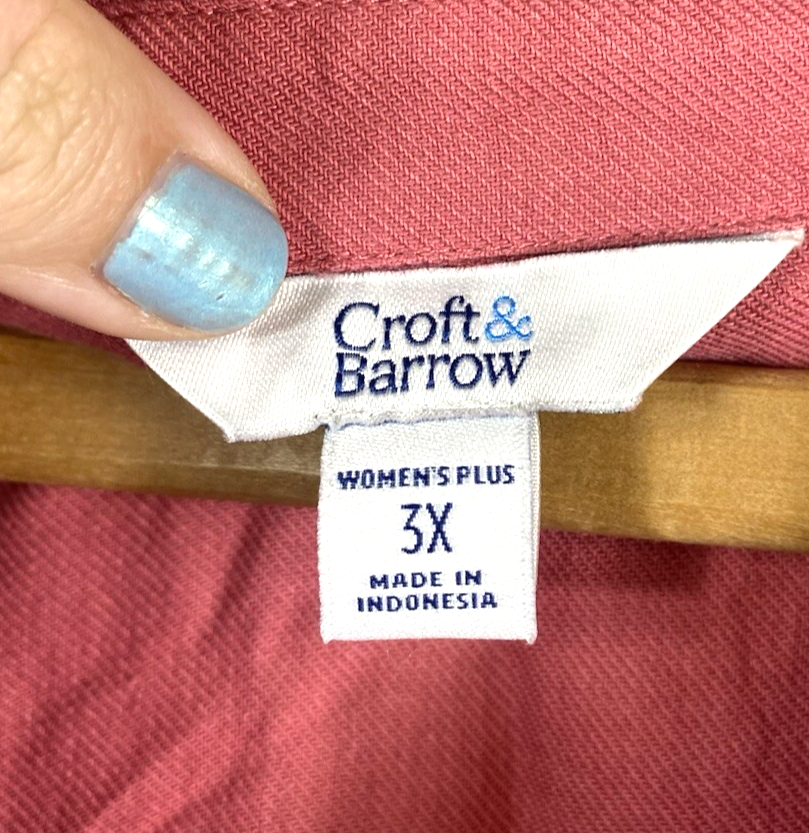 Croft&
Barrow
WOMEN'S PLUS
3X
MADE IN
INDONESIA